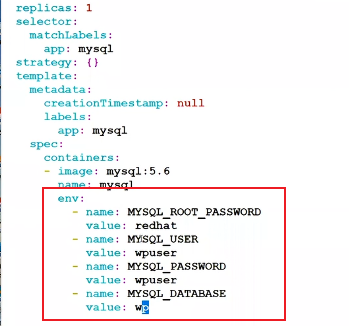 replicas: 1
selector:
matchLabels:
app: mysql
strategy: {}
template:
metadata:
creationTimestamp: null
labels:
app: mysql
spec:
containers:
- image: mysql:5.6
name: mysql
env:
- name: MYSQL_ROOT_PASSWORD
value: redhat
- name: MYSQL_USER
value: wpuser
- name: MYSQL_PASSWORD
value: wpuser
- name: MYSQL_DATABASE
value: wp